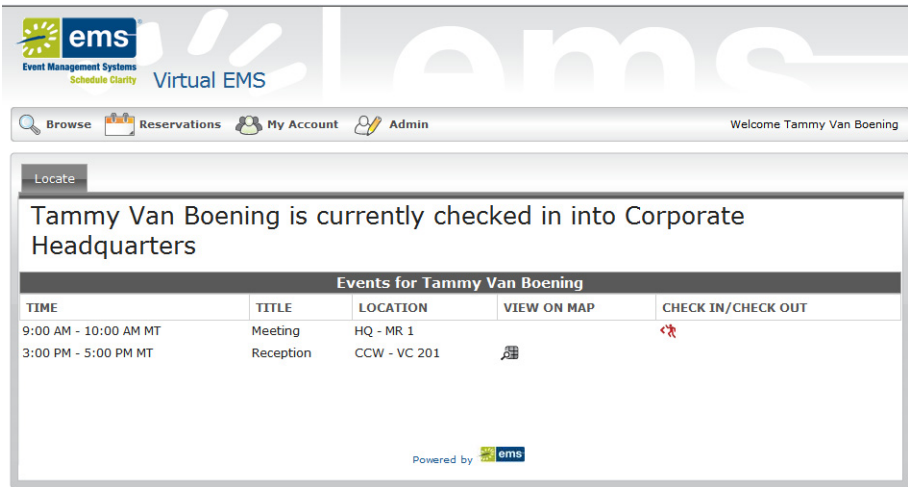 ems
Event Management Systems
Schedule Clarity
Virtual EMS
ems
Browse Reservations My Account Admin Welcome Tammy Van Boening
Locate
Tammy Van Boening is currently checked in into Corporate
Headquarters
Events for Tammy Van Boening
TIME TITLE LOCATION VIEW ON MAP CHECK IN/CHECK OUT
9:00 AM - 10:00 AM MT Meeting HQ - MR 1
3:00 PM - 5:00 PM MT Reception CCW - VC 201
Powered by ems